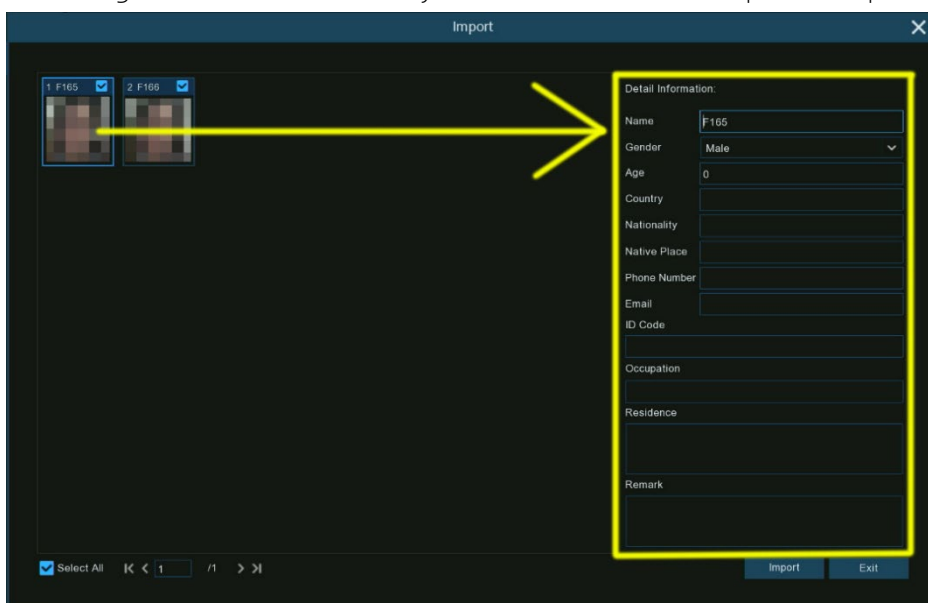 Import
1 F165 2 F166
Detail Information:
Name F165
Gender Male
Age 0
Country
Nationality
Native Place
Phone Number
Email
ID Code
Occupation
Residence
Remark
Select All 1 /1
Import Exit